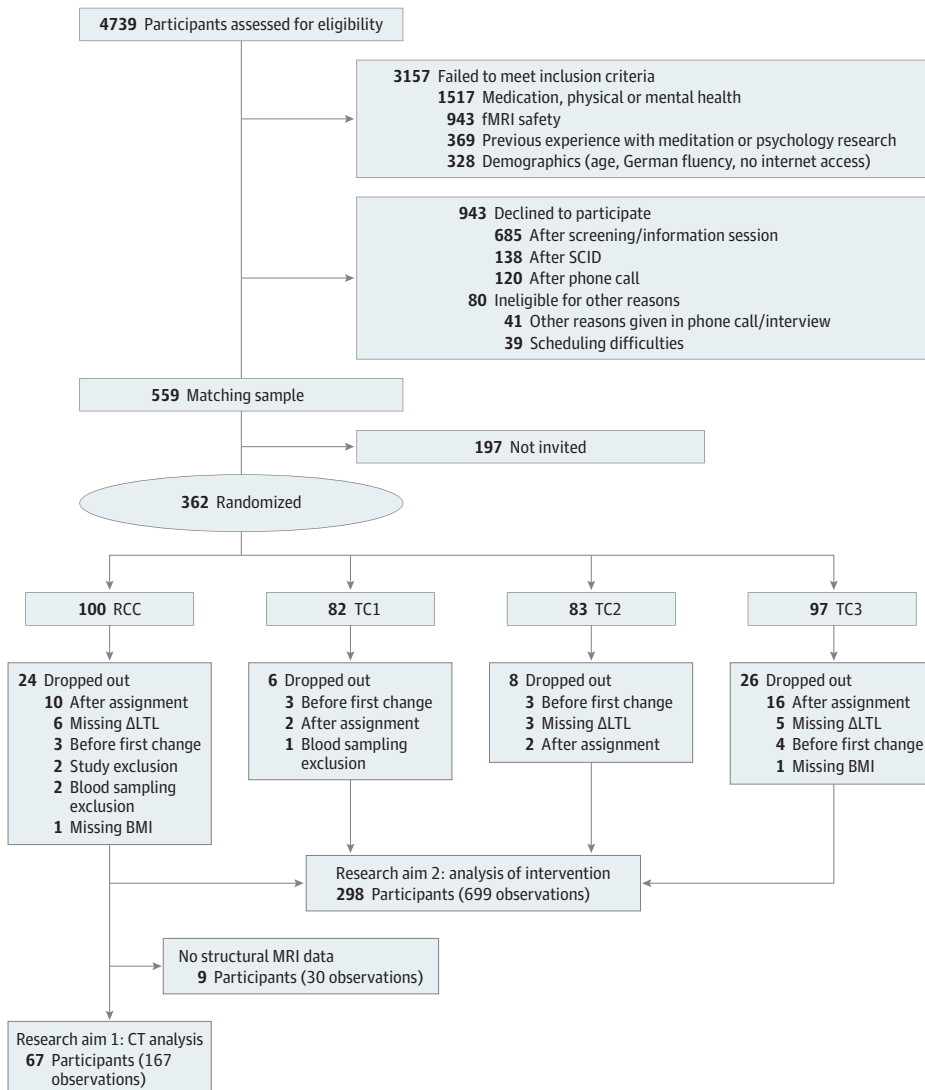 4739 Participants assessed for eligibility
3157 Failed to meet inclusion criteria
1517 Medication, physical or mental health
943 fMRI safety
369 Previous experience with meditation or psychology research
328 Demographics (age, German fluency, no internet access)
943 Declined to participate
685 After screening/information session
138 After SCID
120 After phone call
80 Ineligible for other reasons
41 Other reasons given in phone call/interview
39 Scheduling difficulties
559 Matching sample
197 Not invited
362 Randomized
100 RCC
82 TC1
83 TC2
97 TC3
24 Dropped out
10 After assignment
6 Missing ΔLTL
3 Before first change
2 Study exclusion
2 Blood sampling
exclusion
1 Missing BMI
6 Dropped out
3 Before first change
2 After assignment
1 Blood sampling
exclusion
8 Dropped out
3 Before first change
3 Missing ΔLTL
2 After assignment
26 Dropped out
16 After assignment
5 Missing ΔLTL
4 Before first change
1 Missing BMI
Research aim 2: analysis of intervention
298 Participants (699 observations)
No structural MRI data
9 Participants (30 observations)
Research aim 1: CT analysis
67 Participants (167
observations)